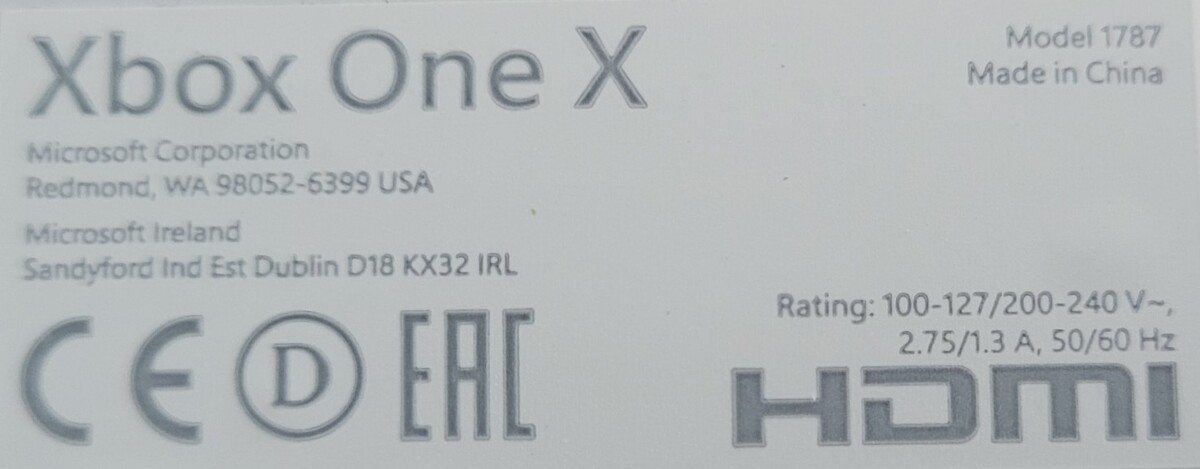 Xbox One X
Model 1787
Made in China
Microsoft Corporation
Redmond, WA 98052-6399 USA
Microsoft Ireland
Sandyford Ind Est Dublin D18 KX32 IRL
Rating: 100-127/200-240 V~,
2.75/1.3 A, 50/60 Hz
CE D EAC HDMI